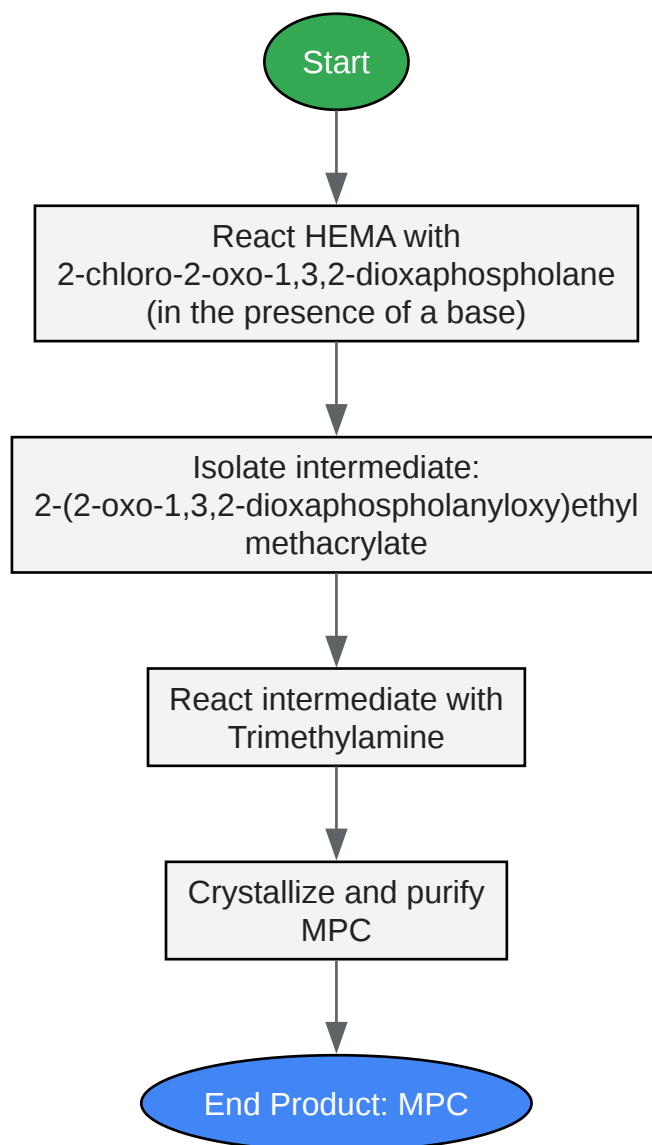 Start
React HEMA with
2-chloro-2-oxo-1,3,2-dioxaphospholane
(in the presence of a base)
Isolate intermediate:
2-(2-oxo-1,3,2-dioxaphospholanyloxy)ethyl
methacrylate
React intermediate with
Trimethylamine
Crystallize and purify
MPC
End Product: MPC